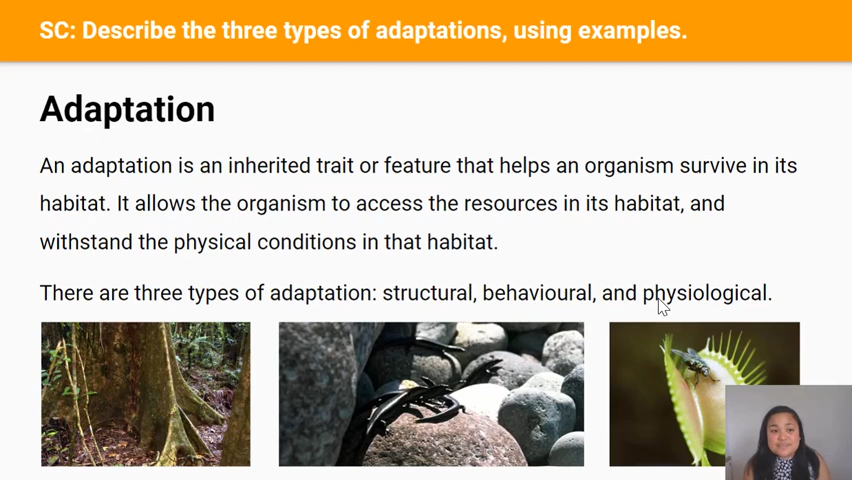 SC: Describe the three types of adaptations, using examples.
Adaptation
An adaptation is an inherited trait or feature that helps an organism survive in its
habitat. It allows the organism to access the resources in its habitat, and
withstand the physical conditions in that habitat.
There are three types of adaptation: structural, behavioural, and physiological.